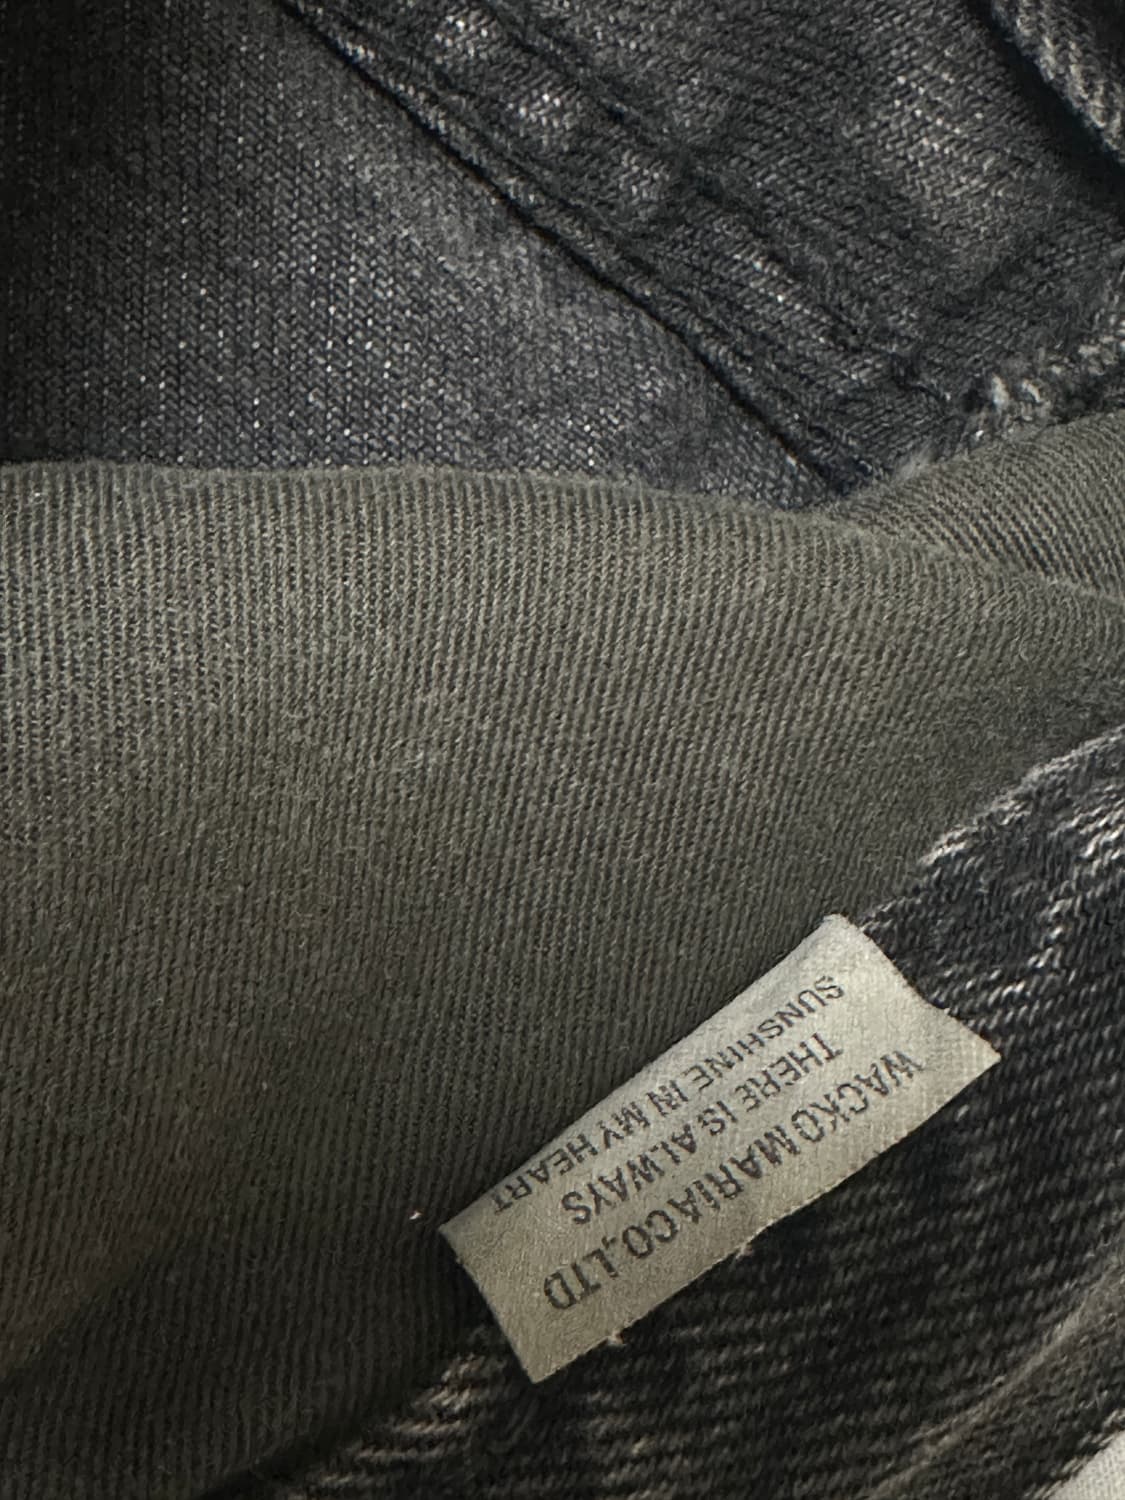 WACKO MARIA CO.,LTD
THERE IS ALWAYS
SUNSHINE IN MY HEART